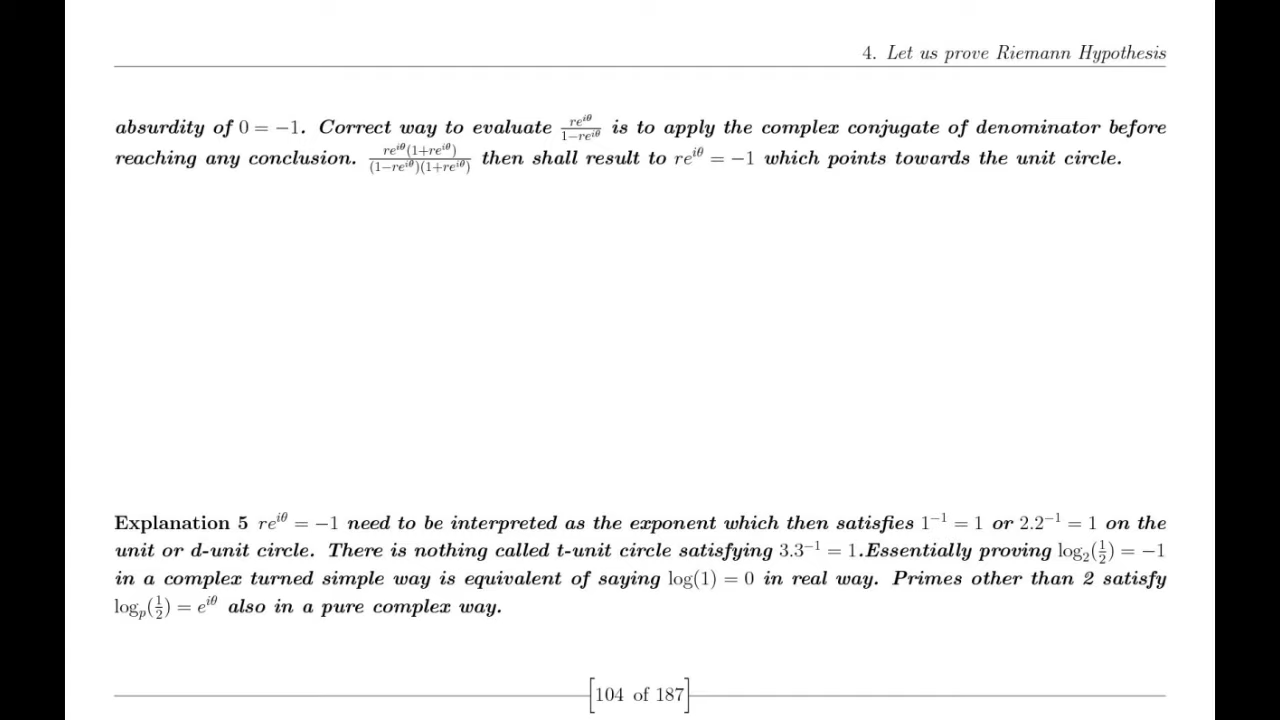 4. Let us prove Riemann Hypothesis
absurdity of 0 = −1. Correct way to evaluate \frac{re^{iθ}}{1−re^{iθ}} is to apply the complex conjugate of denominator before
reaching any conclusion. \frac{re^{iθ}(1+re^{iθ})}{(1−re^{iθ})(1+re^{iθ})} then shall result to re^{iθ} = −1 which points towards the unit circle.
Explanation 5 re^{iθ} = −1 need to be interpreted as the exponent which then satisfies 1^{−1} = 1 or 2.2^{−1} = 1 on the
unit or d-unit circle. There is nothing called t-unit circle satisfying 3.3^{−1} = 1.Essentially proving log_2(\frac{1}{2}) = −1
in a complex turned simple way is equivalent of saying log(1) = 0 in real way. Primes other than 2 satisfy
log_p(\frac{1}{2}) = e^{iθ} also in a pure complex way.
[104 of 187]